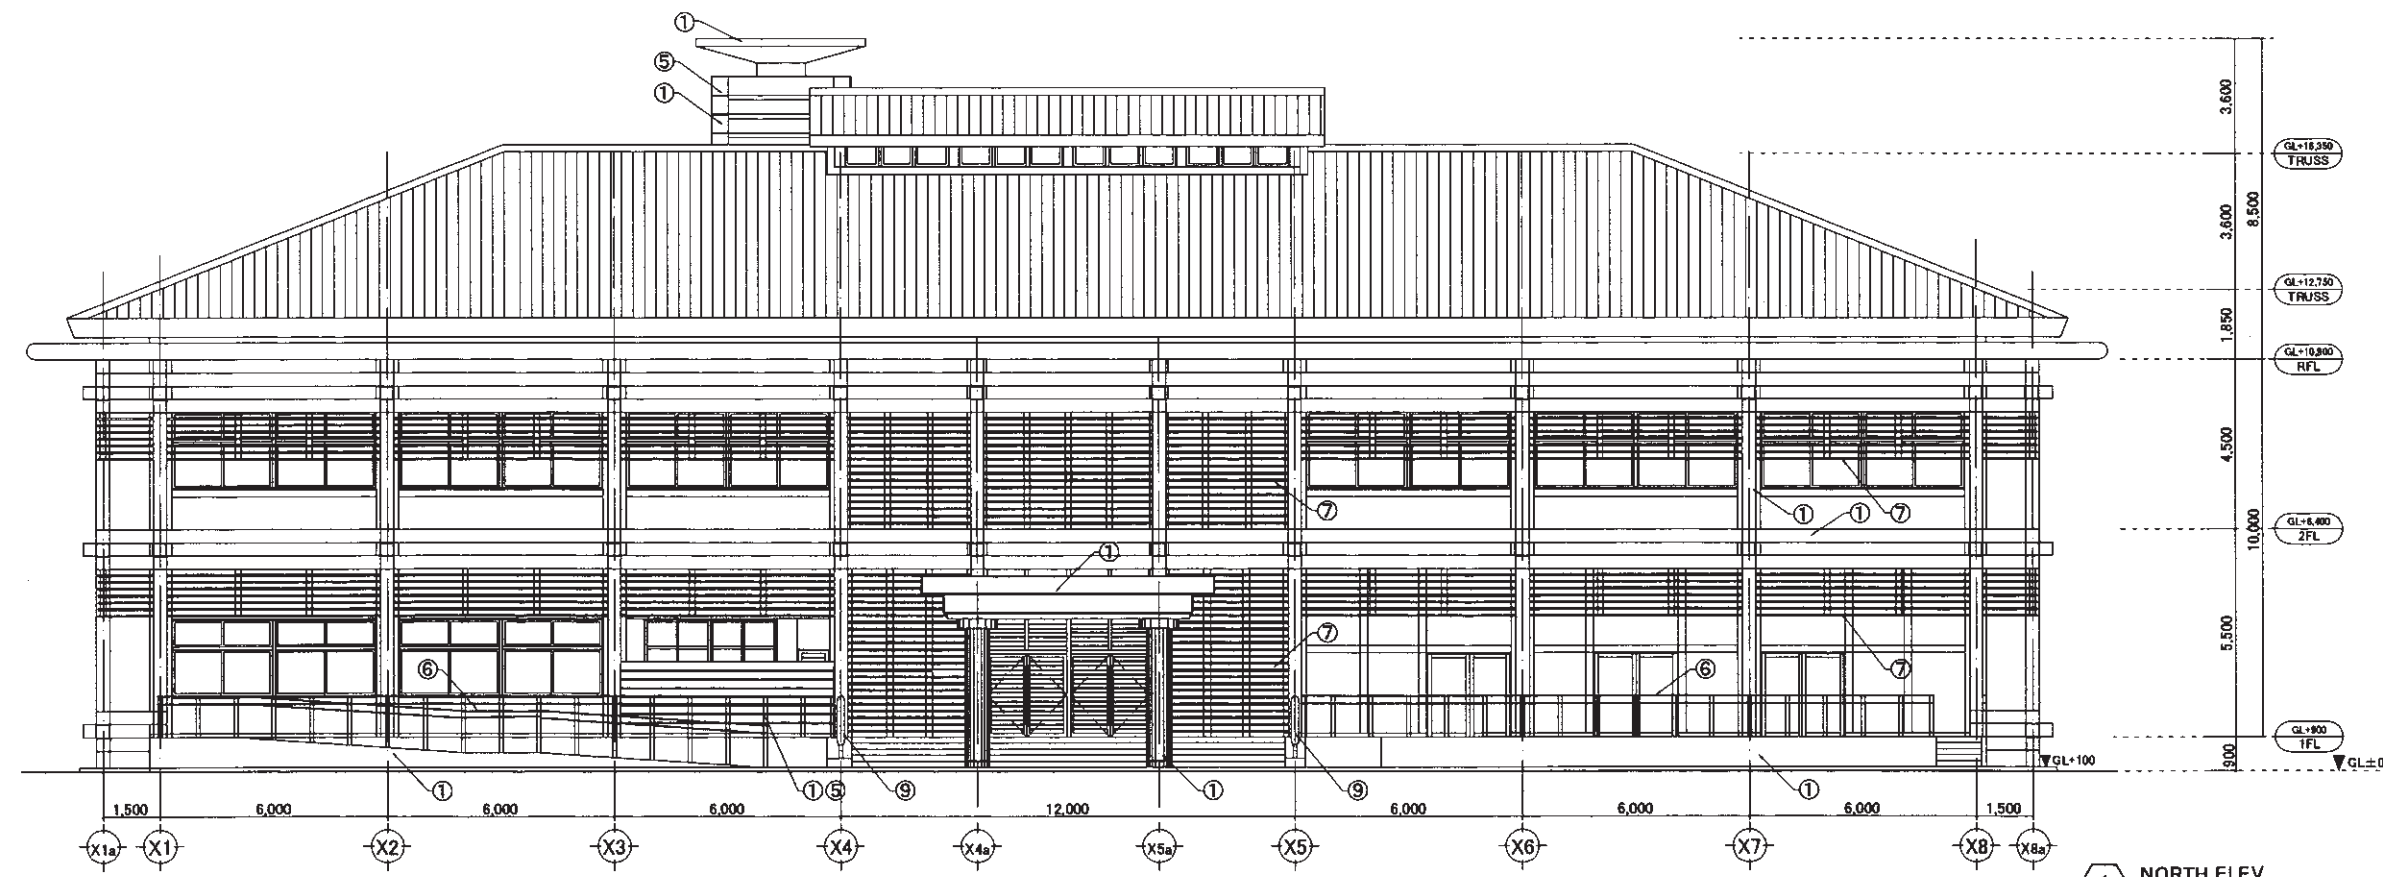 ①
⑤
①
3,600
GL+16,350
TRUSS
3,600
8,500
GL+12,750
TRUSS
1,850
GL+10,900
RFL
4,500
⑦
①
①
⑦
10,000
GL+6,400
2FL
①
5,500
⑦
⑥
⑥
⑦
GL+900
1FL
900
GL+100
GL±0
①
①⑤
⑨
①
⑨
①
1,500
6,000
6,000
6,000
12,000
6,000
6,000
6,000
1,500
X1a
X1
X2
X3
X4
X4a
X5a
X5
X6
X7
X8
X8a
NORTH ELEV